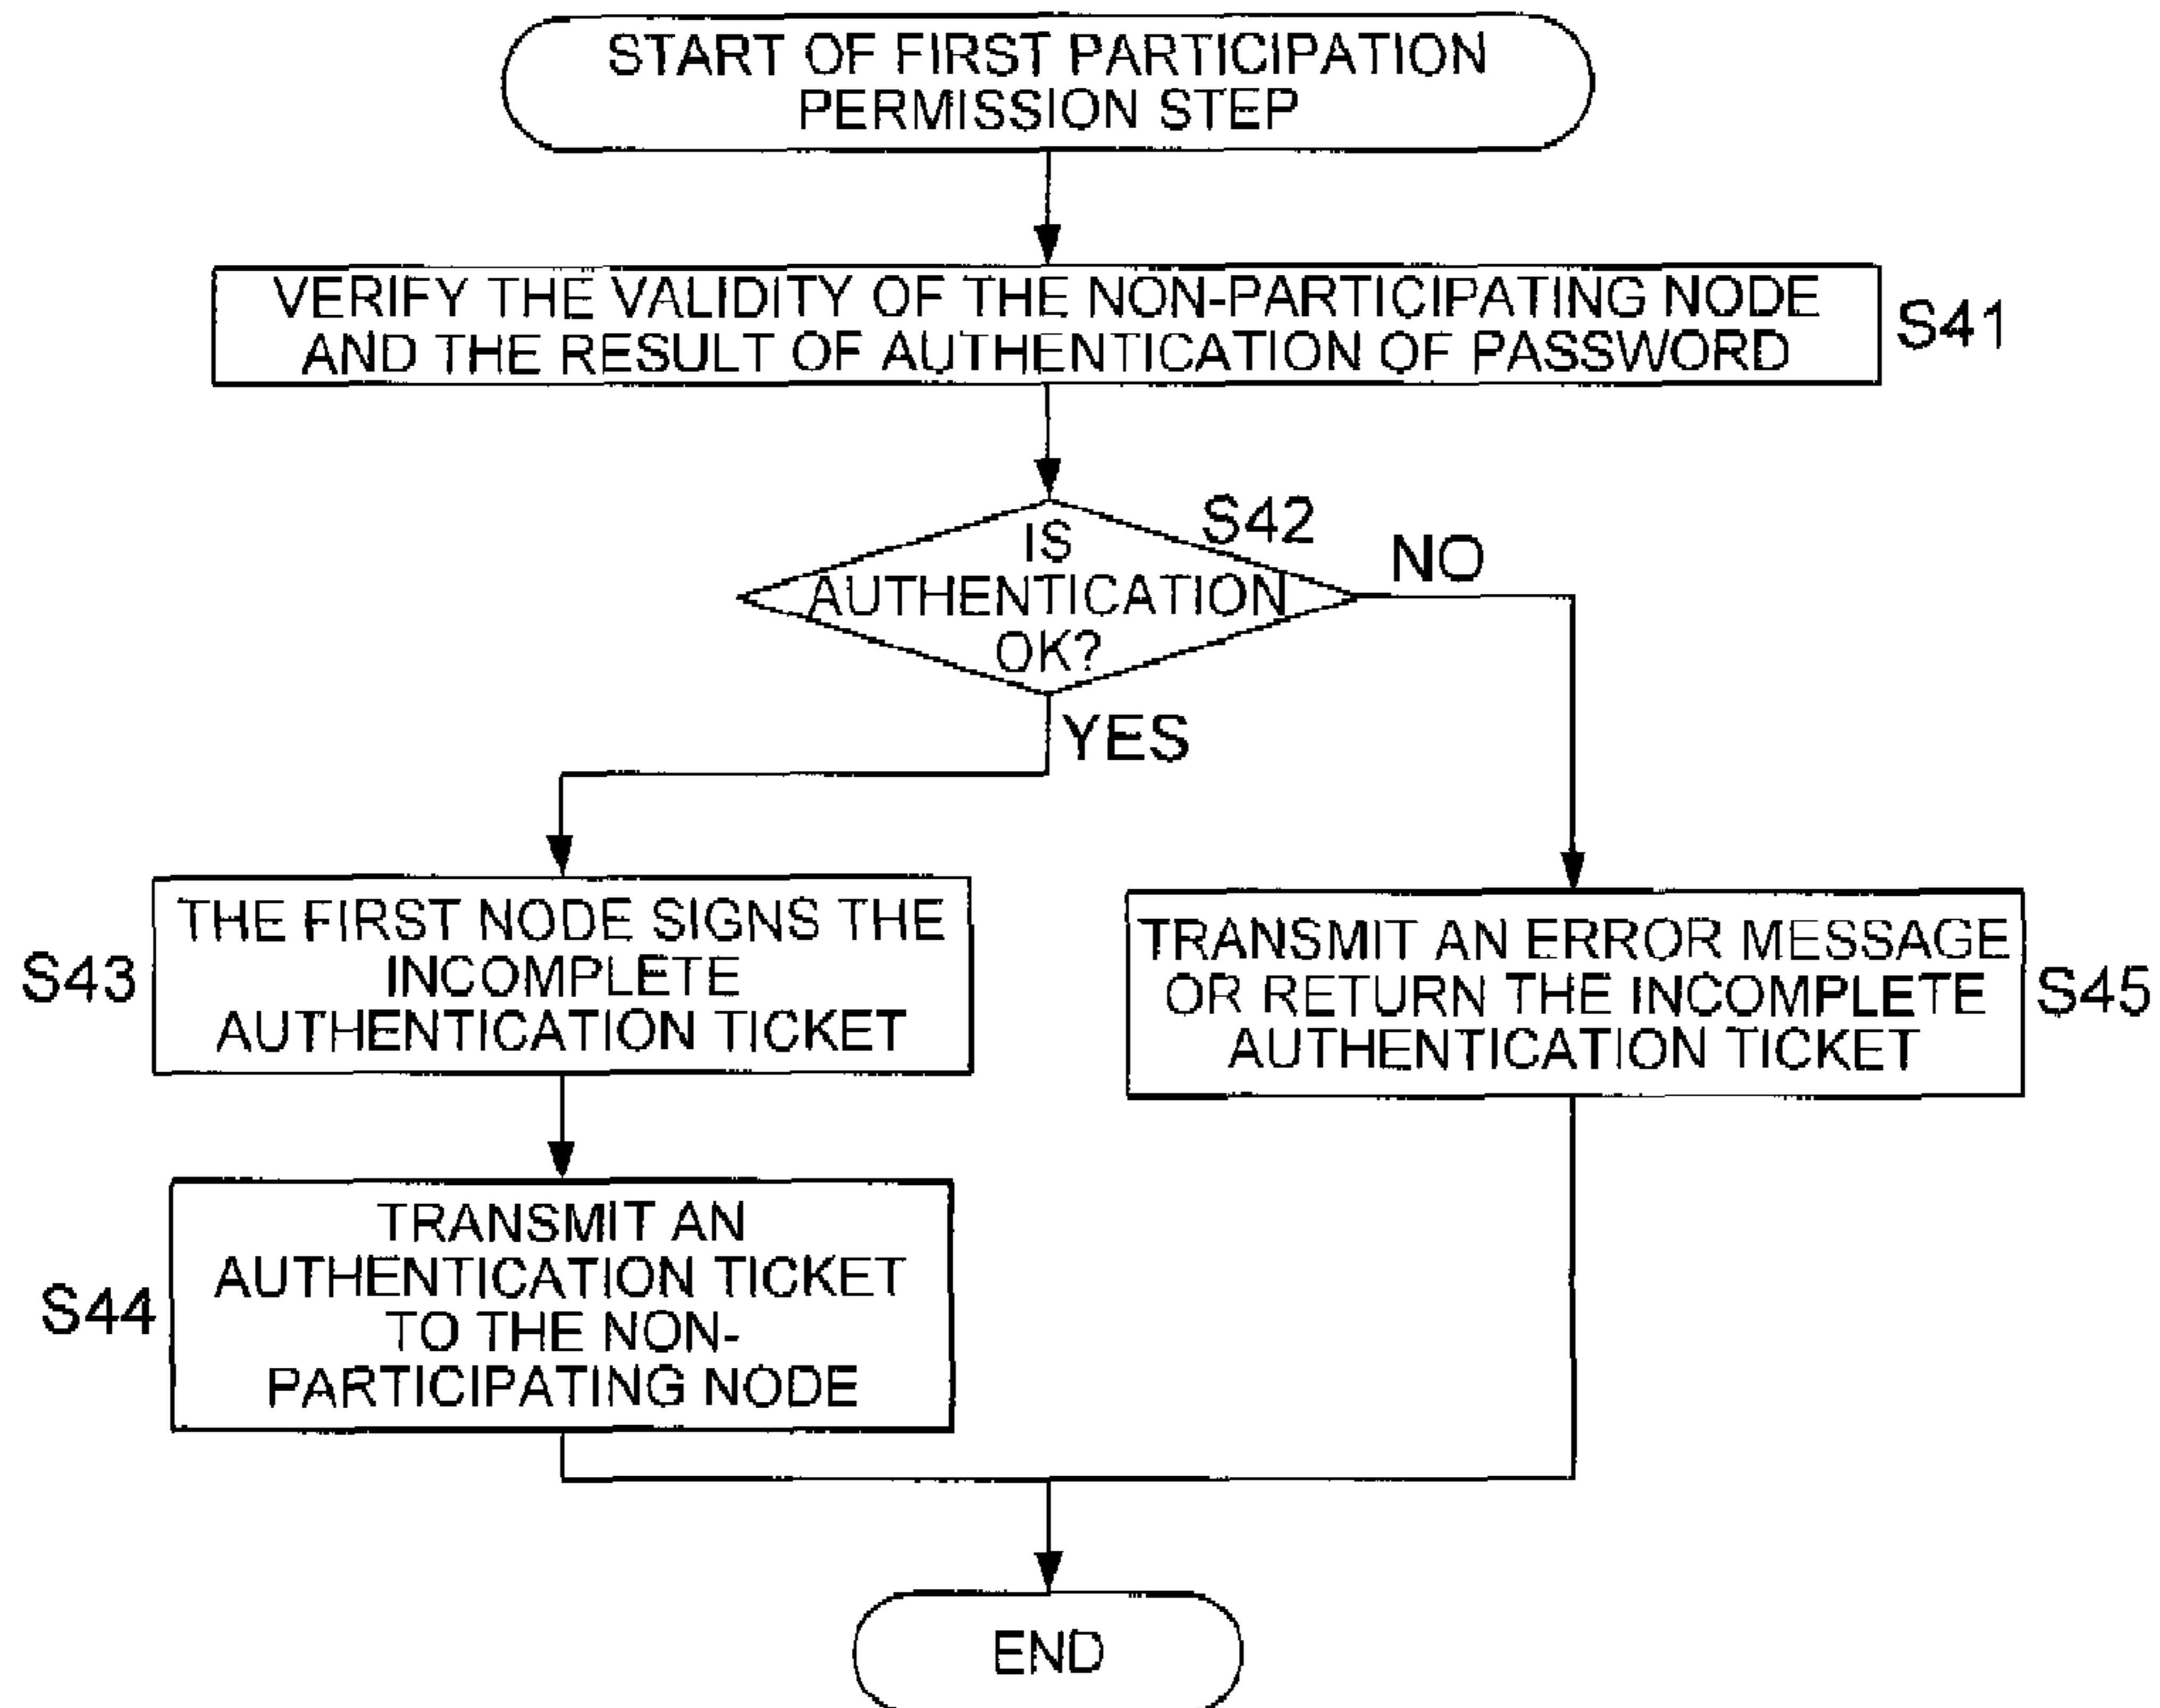 START OF FIRST PARTICIPATION
PERMISSION STEP
VERIFY THE VALIDITY OF THE NON-PARTICIPATING NODE
AND THE RESULT OF AUTHENTICATION OF PASSWORD
S41
S42
IS
AUTHENTICATION
OK?
NO
YES
THE FIRST NODE SIGNS THE
INCOMPLETE
AUTHENTICATION TICKET
S43
TRANSMIT AN ERROR MESSAGE
OR RETURN THE INCOMPLETE
AUTHENTICATION TICKET
S45
TRANSMIT AN
AUTHENTICATION TICKET
TO THE NON-
PARTICIPATING NODE
S44
END